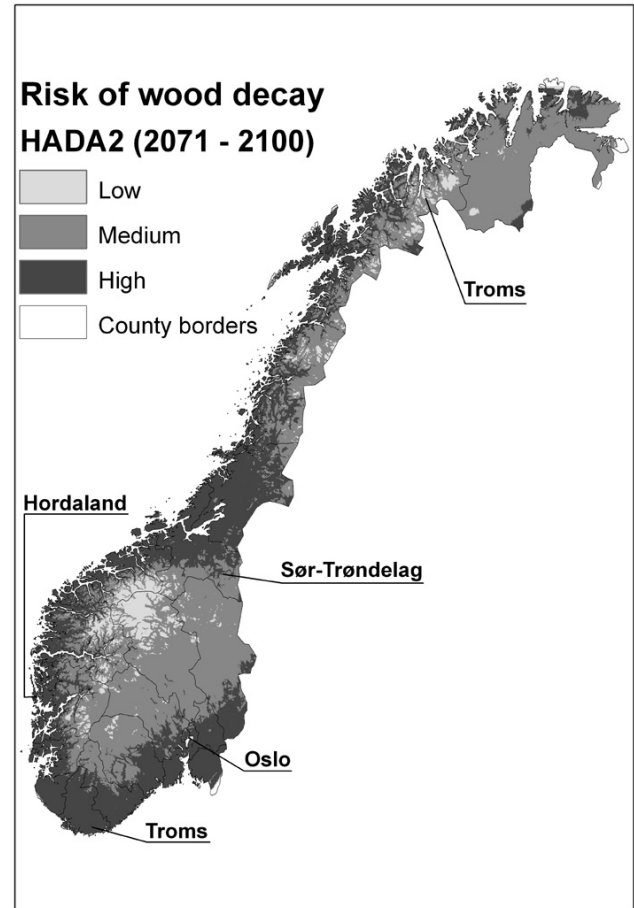 Risk of wood decay
HADA2 (2071 - 2100)
Low
Medium
High
County borders
Troms
Hordaland
Sør-Trøndelag
Oslo
Troms